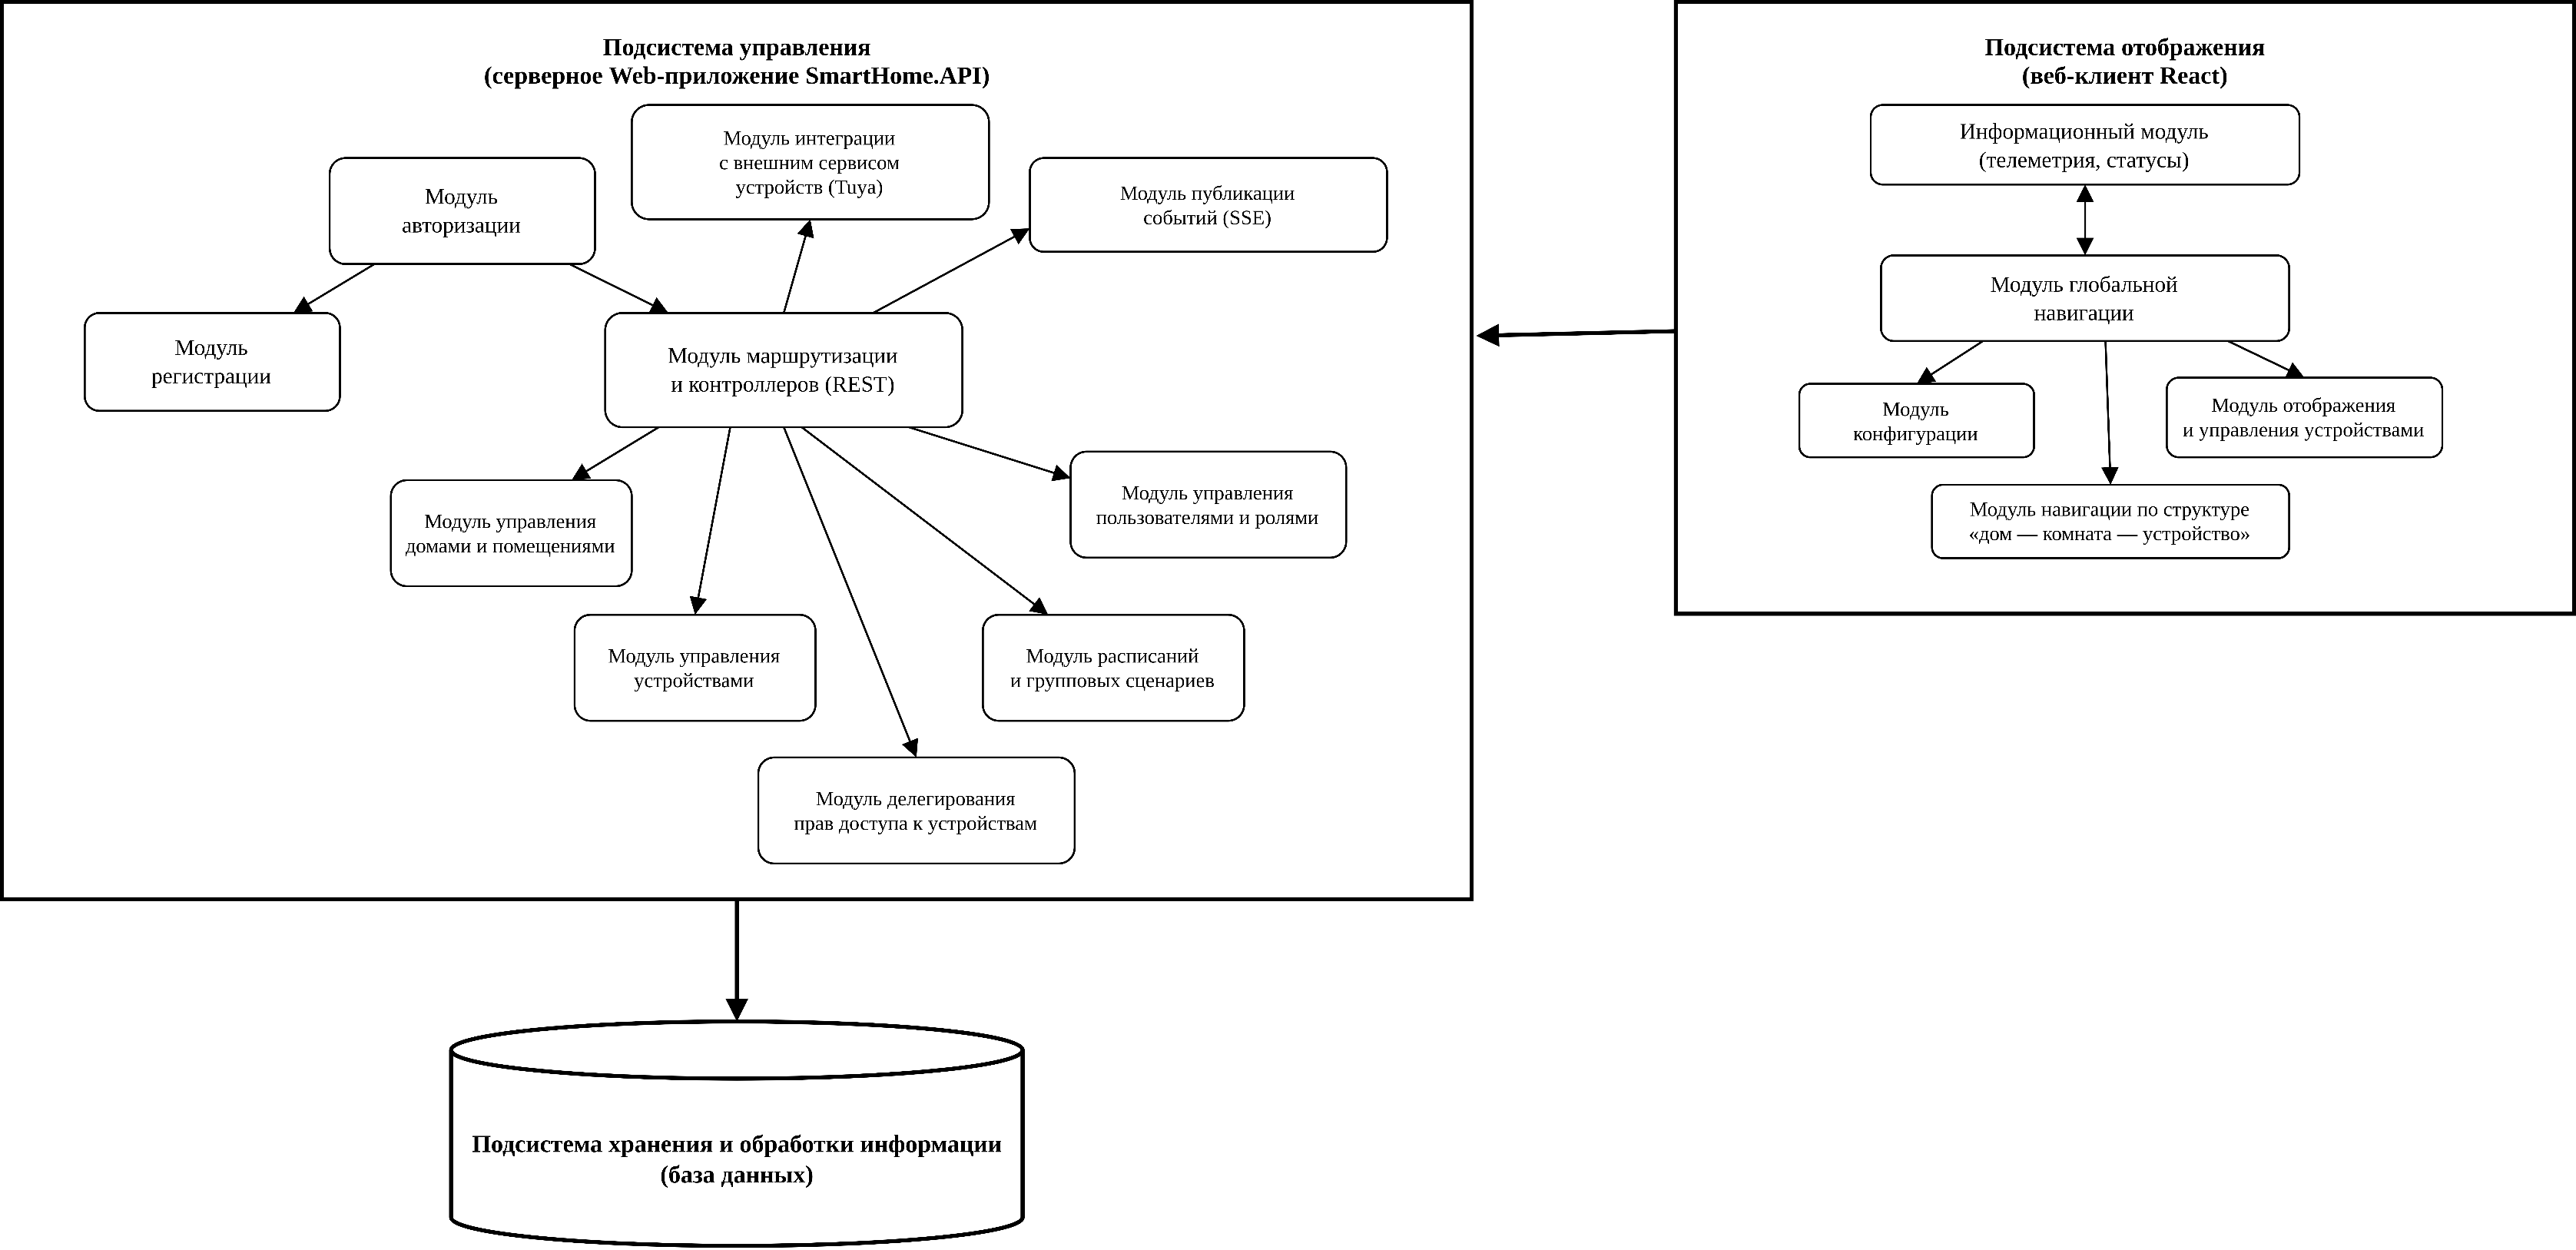 Подсистема управления
(серверное Web-приложение SmartHome.API)
Модуль интеграции
с внешним сервисом
устройств (Tuya)
Модуль
авторизации
Модуль публикации
событий (SSE)
Модуль
регистрации
Модуль маршрутизации
и контроллеров (REST)
Модуль управления
пользователями и ролями
Модуль управления
домами и помещениями
Модуль управления
устройствами
Модуль расписаний
и групповых сценариев
Модуль делегирования
прав доступа к устройствам
Подсистема отображения
(веб-клиент React)
Информационный модуль
(телеметрия, статусы)
Модуль глобальной
навигации
Модуль
конфигурации
Модуль отображения
и управления устройствами
Модуль навигации по структуре
«дом — комната — устройство»
Подсистема хранения и обработки информации
(база данных)